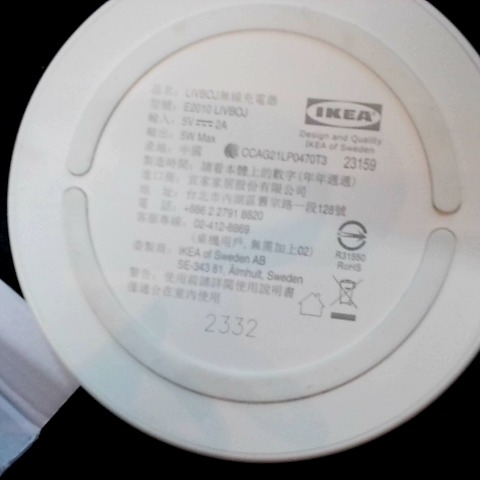 品名: LIVBOJ無線充電器
型號: E2010 LIVBOJ
輸入: 5V 2A
輸出: 5W Max
產地: 中國
CCAG21LP0470T3
IKEA
Design and Quality
IKEA of Sweden
23159
製造時間: 請看本體上的數字(年年週週)
進口商: 宜家家居股份有限公司
地 址: 台北市內湖區舊宗路一段128號
電 話: +886 2 2791 8820
客服專線: 02-412-8869
(桌機用戶, 無需加上02)
委製商: IKEA of Sweden AB
SE-343 81, Älmhult, Sweden
警告: 使用前請詳閱使用說明書
僅適合在室內使用
R31880
RoHS
2332